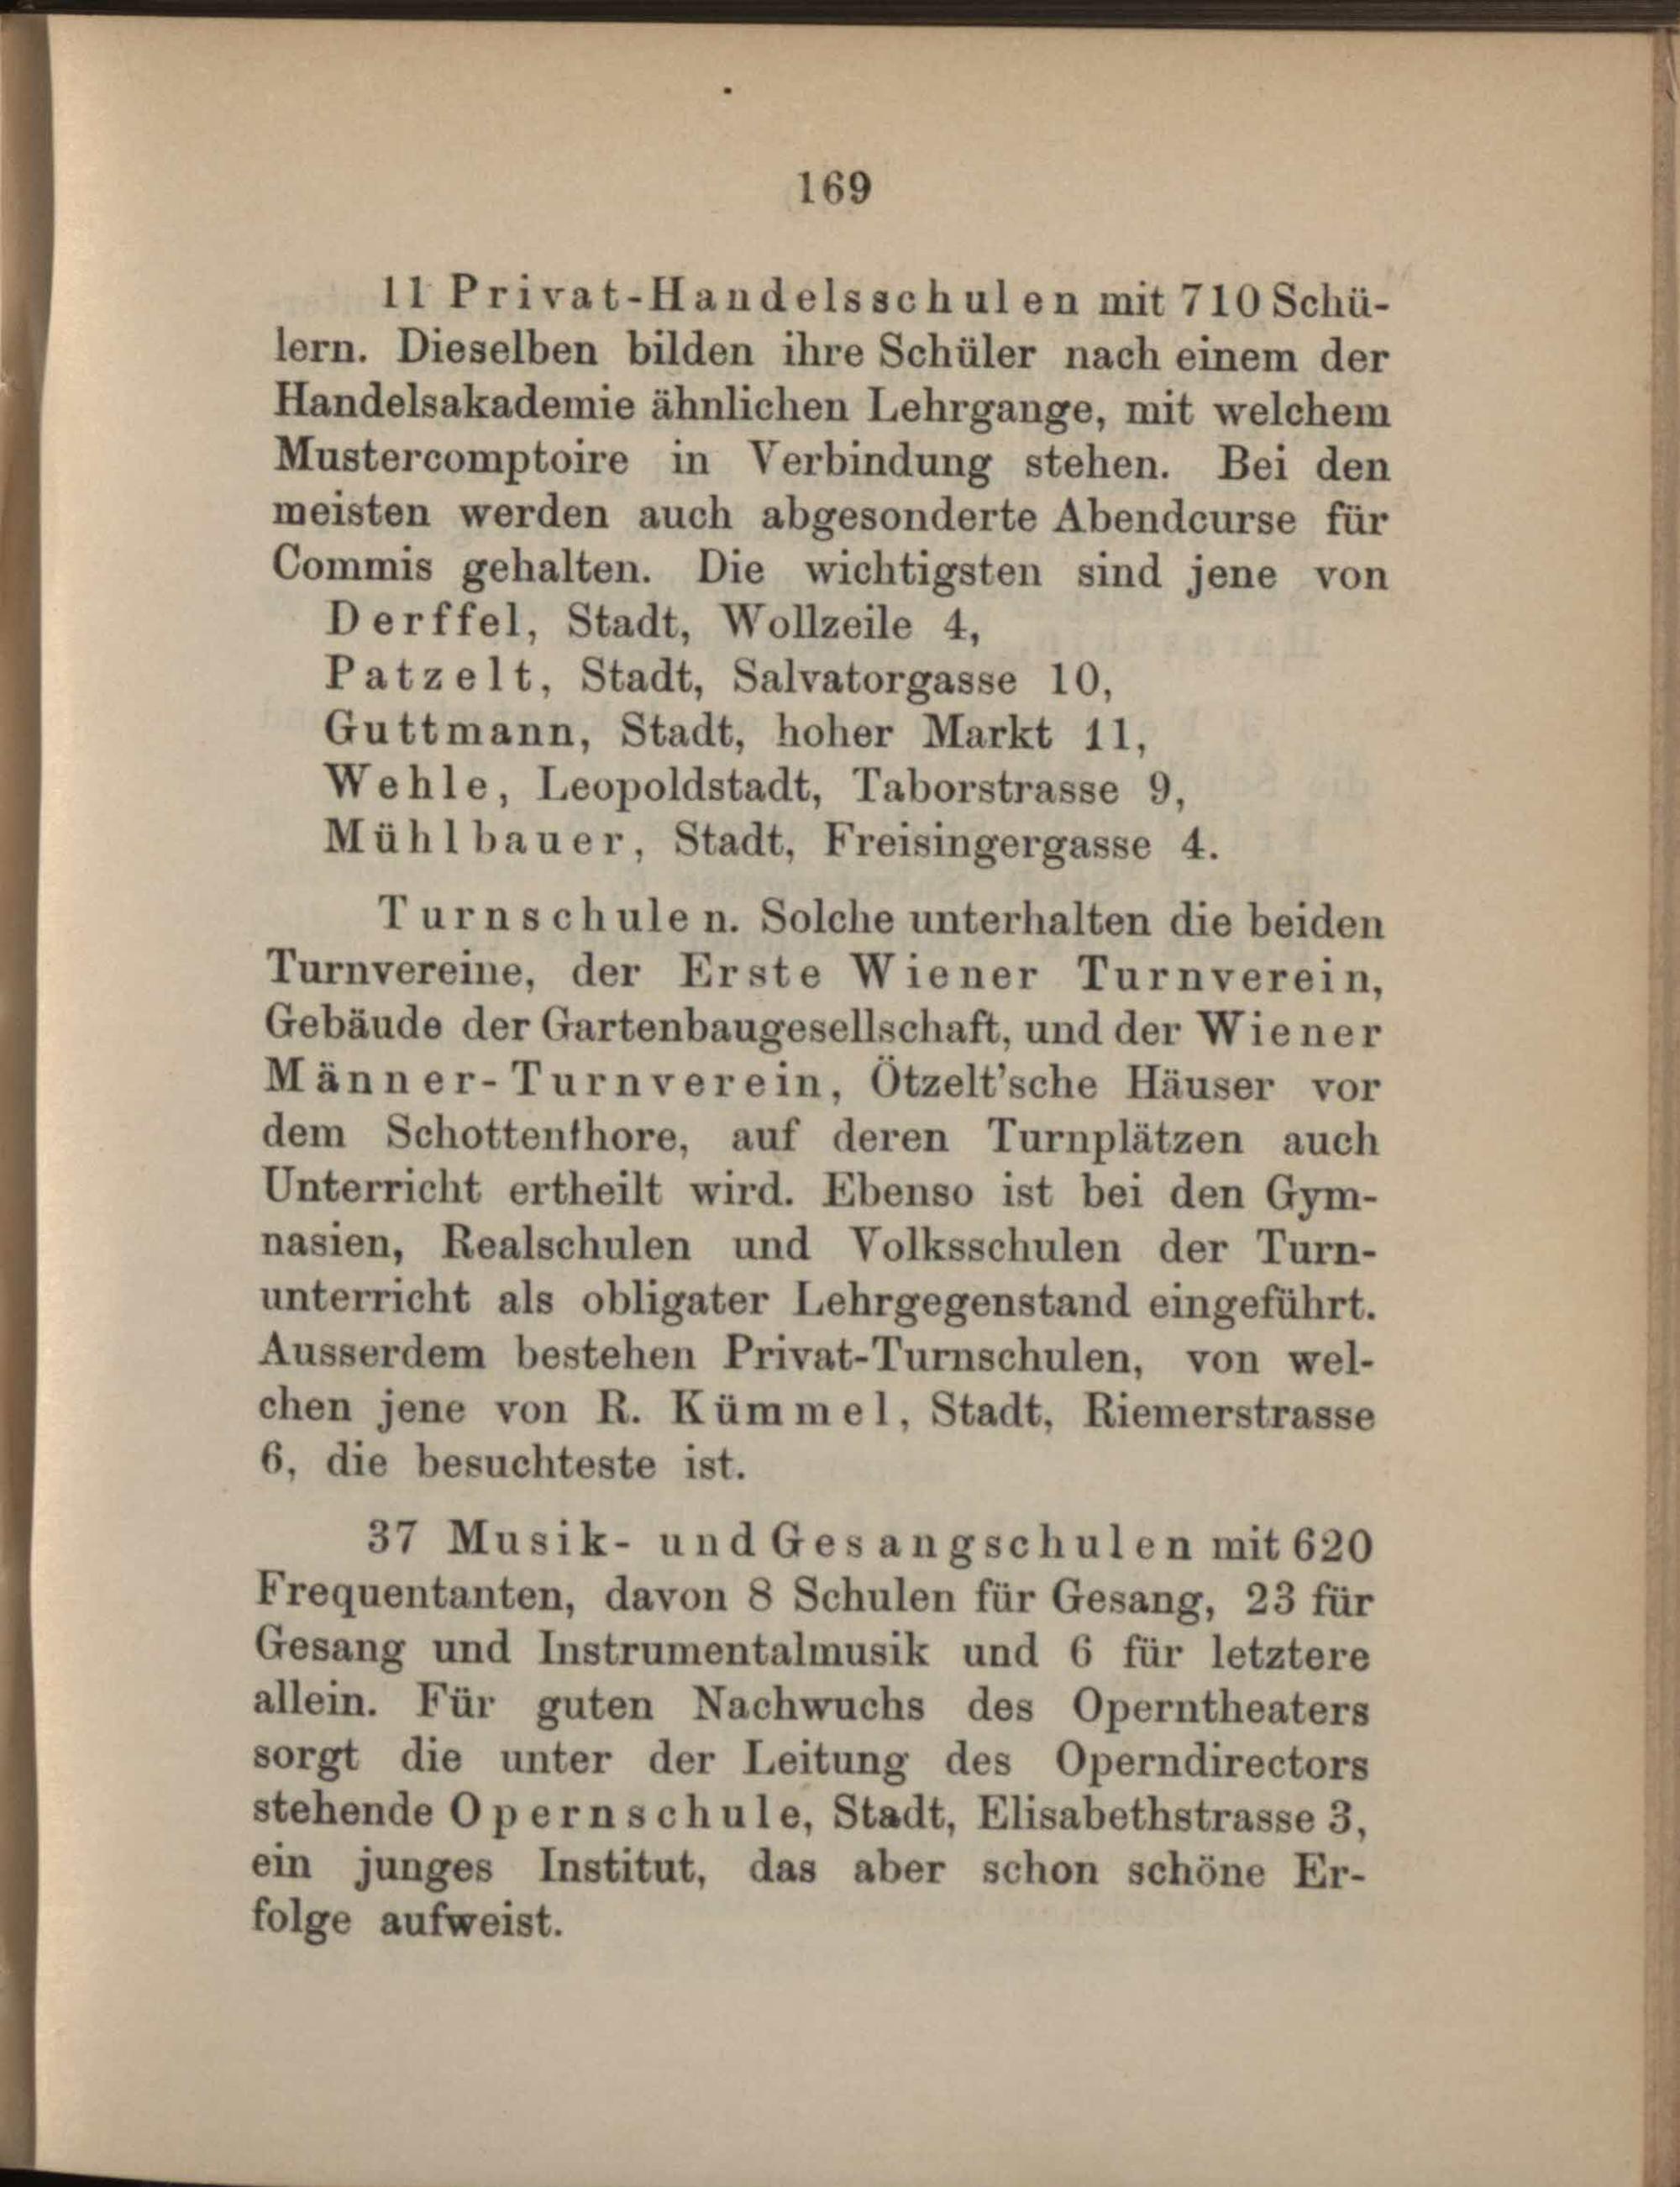 169
11 Privat-Handelsschulen mit 710 Schü-
lern. Dieselben bilden ihre Schüler nach einem der
Handelsakademie ähnlichen Lehrgange, mit welchem
Mustercomptoire in Verbindung stehen. Bei den
meisten werden auch abgesonderte Abendcurse für
Commis gehalten. Die wichtigsten sind jene von
Derffel, Stadt, Wollzeile 4,
Patzelt, Stadt, Salvatorgasse 10,
Guttmann, Stadt, hoher Markt 11,
Wehle, Leopoldstadt, Taborstrasse 9,
Mühlbauer, Stadt, Freisingergasse 4.
Turnschulen. Solche unterhalten die beiden
Turnvereine, der Erste Wiener Turnverein,
Gebäude der Gartenbaugesellschaft, und der Wiener
Männer-Turnverein, Ötzelt'sche Häuser vor
dem Schottenthore, auf deren Turnplätzen auch
Unterricht ertheilt wird. Ebenso ist bei den Gym-
nasien, Realschulen und Volksschulen der Turn-
unterricht als obligater Lehrgegenstand eingeführt.
Ausserdem bestehen Privat-Turnschulen, von wel-
chen jene von R. Kümmel, Stadt, Riemerstrasse
6, die besuchteste ist.
37 Musik- und Gesangschulen mit 620
Frequentanten, davon 8 Schulen für Gesang, 23 für
Gesang und Instrumentalmusik und 6 für letztere
allein. Für guten Nachwuchs des Operntheaters
sorgt die unter der Leitung des Operndirectors
stehende Opernschule, Stadt, Elisabethstrasse 3,
ein junges Institut, das aber schon schöne Er-
folge aufweist.